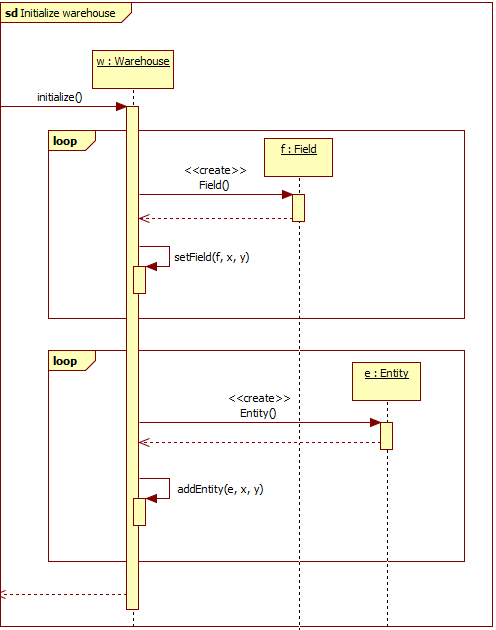 sd Initialize warehouse
w : Warehouse
initialize()
loop
f : Field
<<create>>
Field()
setField(f, x, y)
loop
e : Entity
<<create>>
Entity()
addEntity(e, x, y)